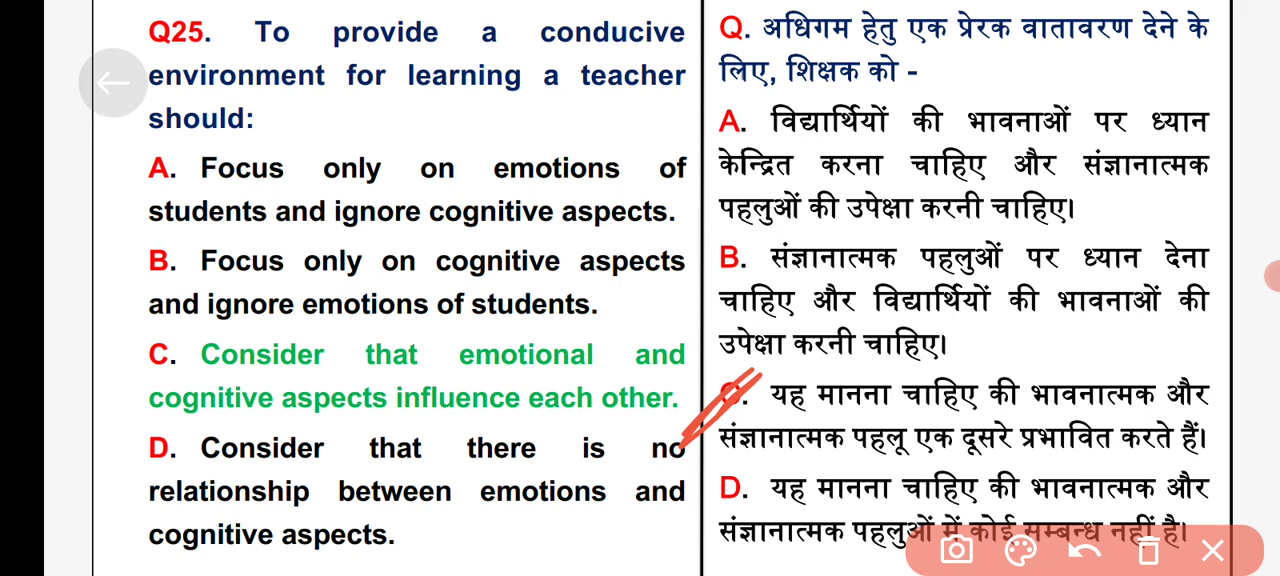 Q25. To provide a conducive
environment for learning a teacher
should:
A. Focus only on emotions of
students and ignore cognitive aspects.
B. Focus only on cognitive aspects
and ignore emotions of students.
C. Consider that emotional and
cognitive aspects influence each other.
D. Consider that there is no
relationship between emotions and
cognitive aspects.
Q. अधिगम हेतु एक प्रेरक वातावरण देने के
लिए, शिक्षक को -
A. विद्यार्थियों की भावनाओं पर ध्यान
केन्द्रित करना चाहिए और संज्ञानात्मक
पहलुओं की उपेक्षा करनी चाहिए।
B. संज्ञानात्मक पहलुओं पर ध्यान देना
चाहिए और विद्यार्थियों की भावनाओं की
उपेक्षा करनी चाहिए।
C. यह मानना चाहिए की भावनात्मक और
संज्ञानात्मक पहलू एक दूसरे प्रभावित करते हैं।
D. यह मानना चाहिए की भावनात्मक और
संज्ञानात्मक पहलुओं में कोई सम्बन्ध नहीं है।